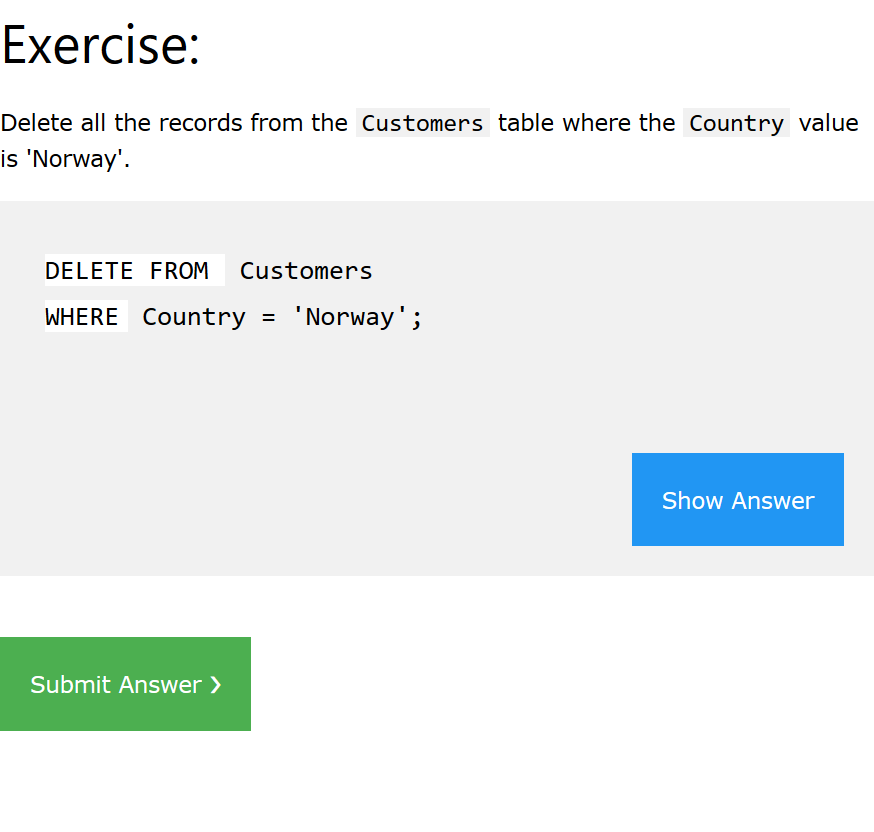 Exercise:
Delete all the records from the Customers table where the Country value
is 'Norway'.
DELETE FROM Customers
WHERE Country = 'Norway';
Show Answer
Submit Answer ❯